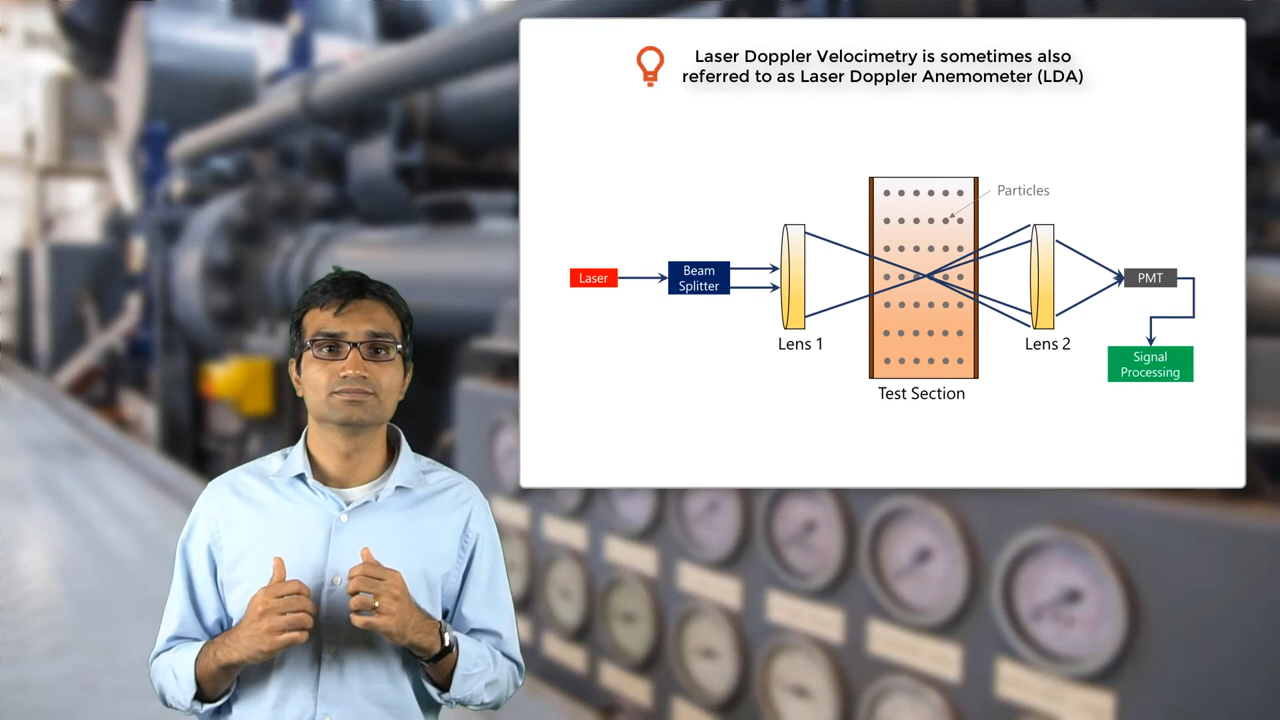 Laser Doppler Velocimetry is sometimes also
referred to as Laser Doppler Anemometer (LDA)
Particles
Laser
Beam
Splitter
PMT
Lens 1
Lens 2
Signal
Processing
Test Section